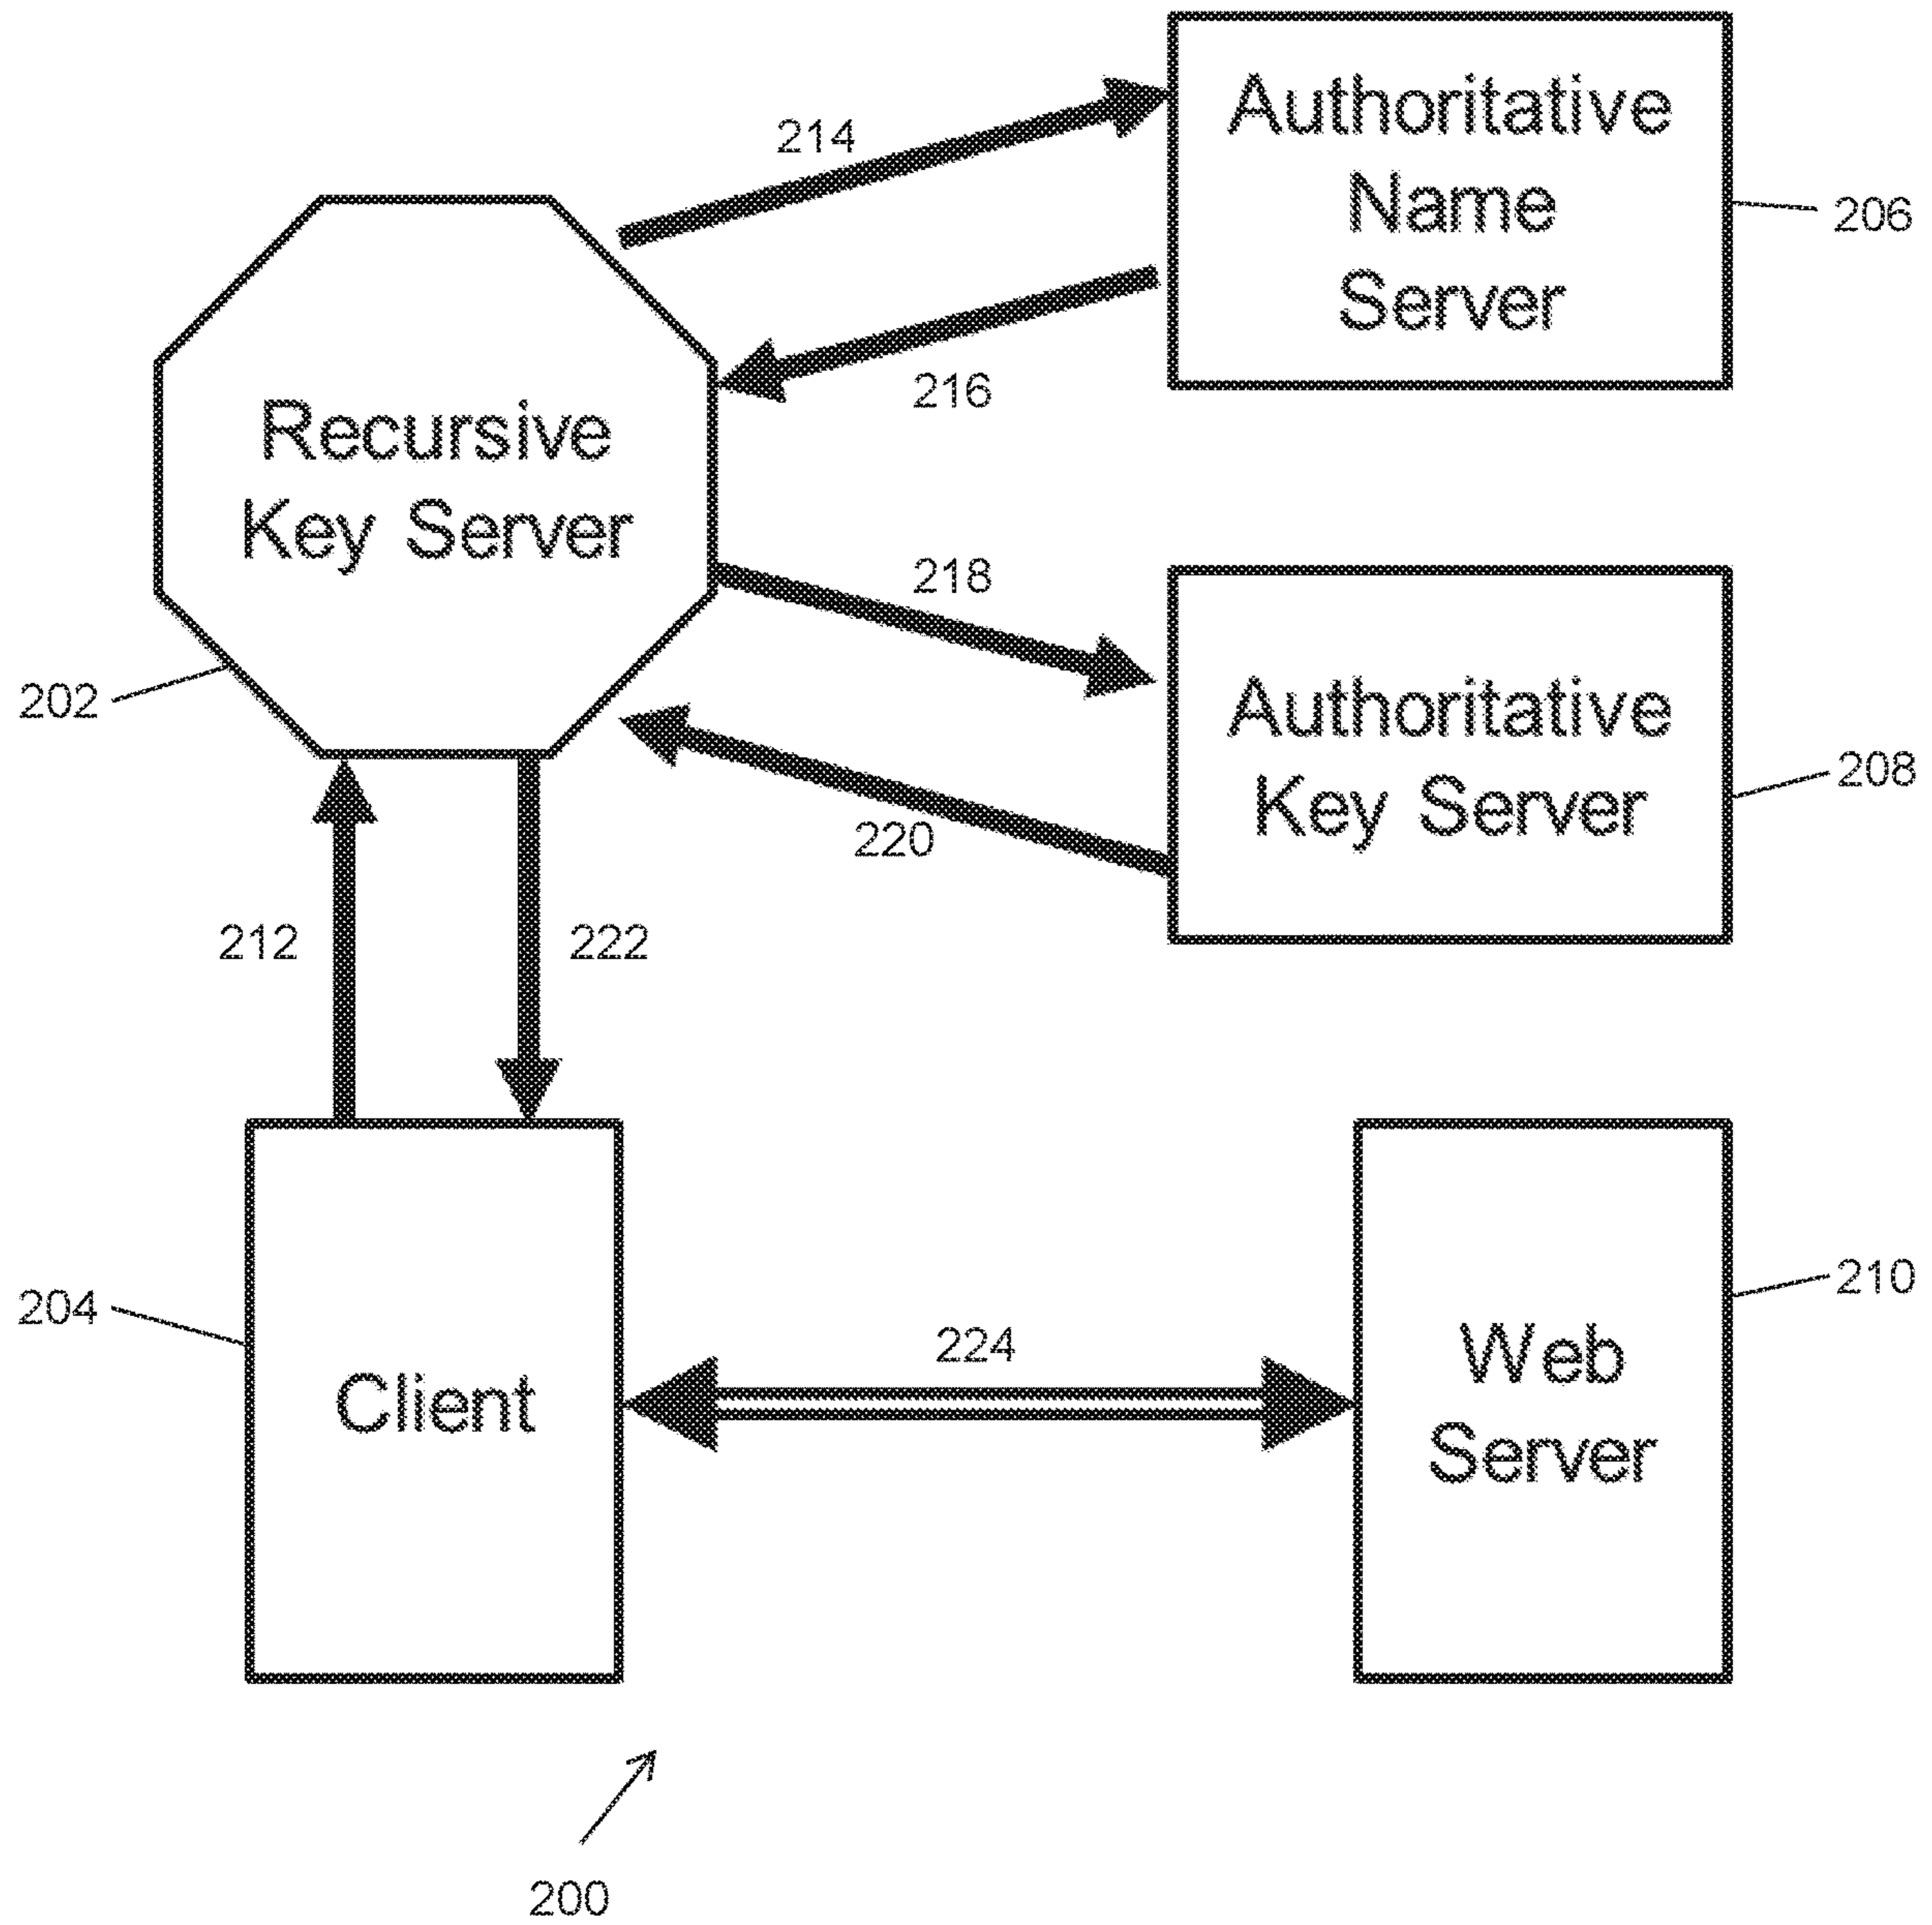 214
Authoritative
Name
Server
206
216
Recursive
Key Server
202
218
Authoritative
Key Server
208
220
212
222
204
Client
224
Web
Server
210
200